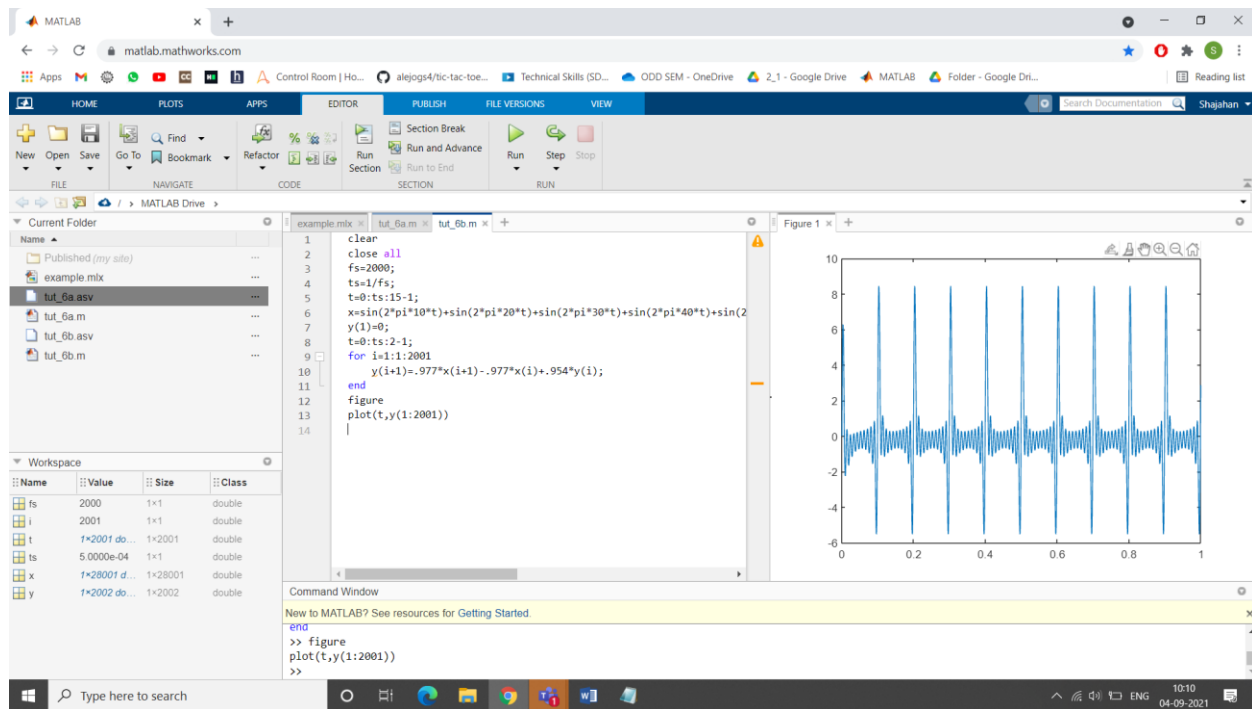 MATLAB
matlab.mathworks.com
Apps
Control Room | Ho...
alejogs4/tic-tac-toe...
Technical Skills (SD...
ODD SEM - OneDrive
2_1 - Google Drive
MATLAB
Folder - Google Dri...
Reading list
HOME
PLOTS
APPS
EDITOR
PUBLISH
FILE VERSIONS
VIEW
Search Documentation
Shajahan
New
Open
Save
Go To
Find
Bookmark
Refactor
Run Section
Section Break
Run and Advance
Run to End
Run
Step
Stop
FILE
NAVIGATE
CODE
SECTION
RUN
/ > MATLAB Drive >
Current Folder
Name
Published (my site)
example.mlx
tut_6a.asv
tut_6a.m
tut_6b.asv
tut_6b.m
Workspace
Name Value Size Class
fs 2000 1×1 double
i 2001 1×1 double
t 1×2001 do... 1×2001 double
ts 5.0000e-04 1×1 double
x 1×28001 d... 1×28001 double
y 1×2002 do... 1×2002 double
example.mlx
tut_6a.m
tut_6b.m
1 clear
2 close all
3 fs=2000;
4 ts=1/fs;
5 t=0:ts:15-1;
6 x=sin(2*pi*10*t)+sin(2*pi*20*t)+sin(2*pi*30*t)+sin(2*pi*40*t)+sin(2
7 y(1)=0;
8 t=0:ts:2-1;
9 for i=1:1:2001
10 y(i+1)=.977*x(i+1)-.977*x(i)+.954*y(i);
11 end
12 figure
13 plot(t,y(1:2001))
14
Figure 1
10
8
6
4
2
0
-2
-4
-6
0 0.2 0.4 0.6 0.8 1
Command Window
New to MATLAB? See resources for Getting Started.
end
>> figure
plot(t,y(1:2001))
>>
Type here to search
ENG
10:10
04-09-2021